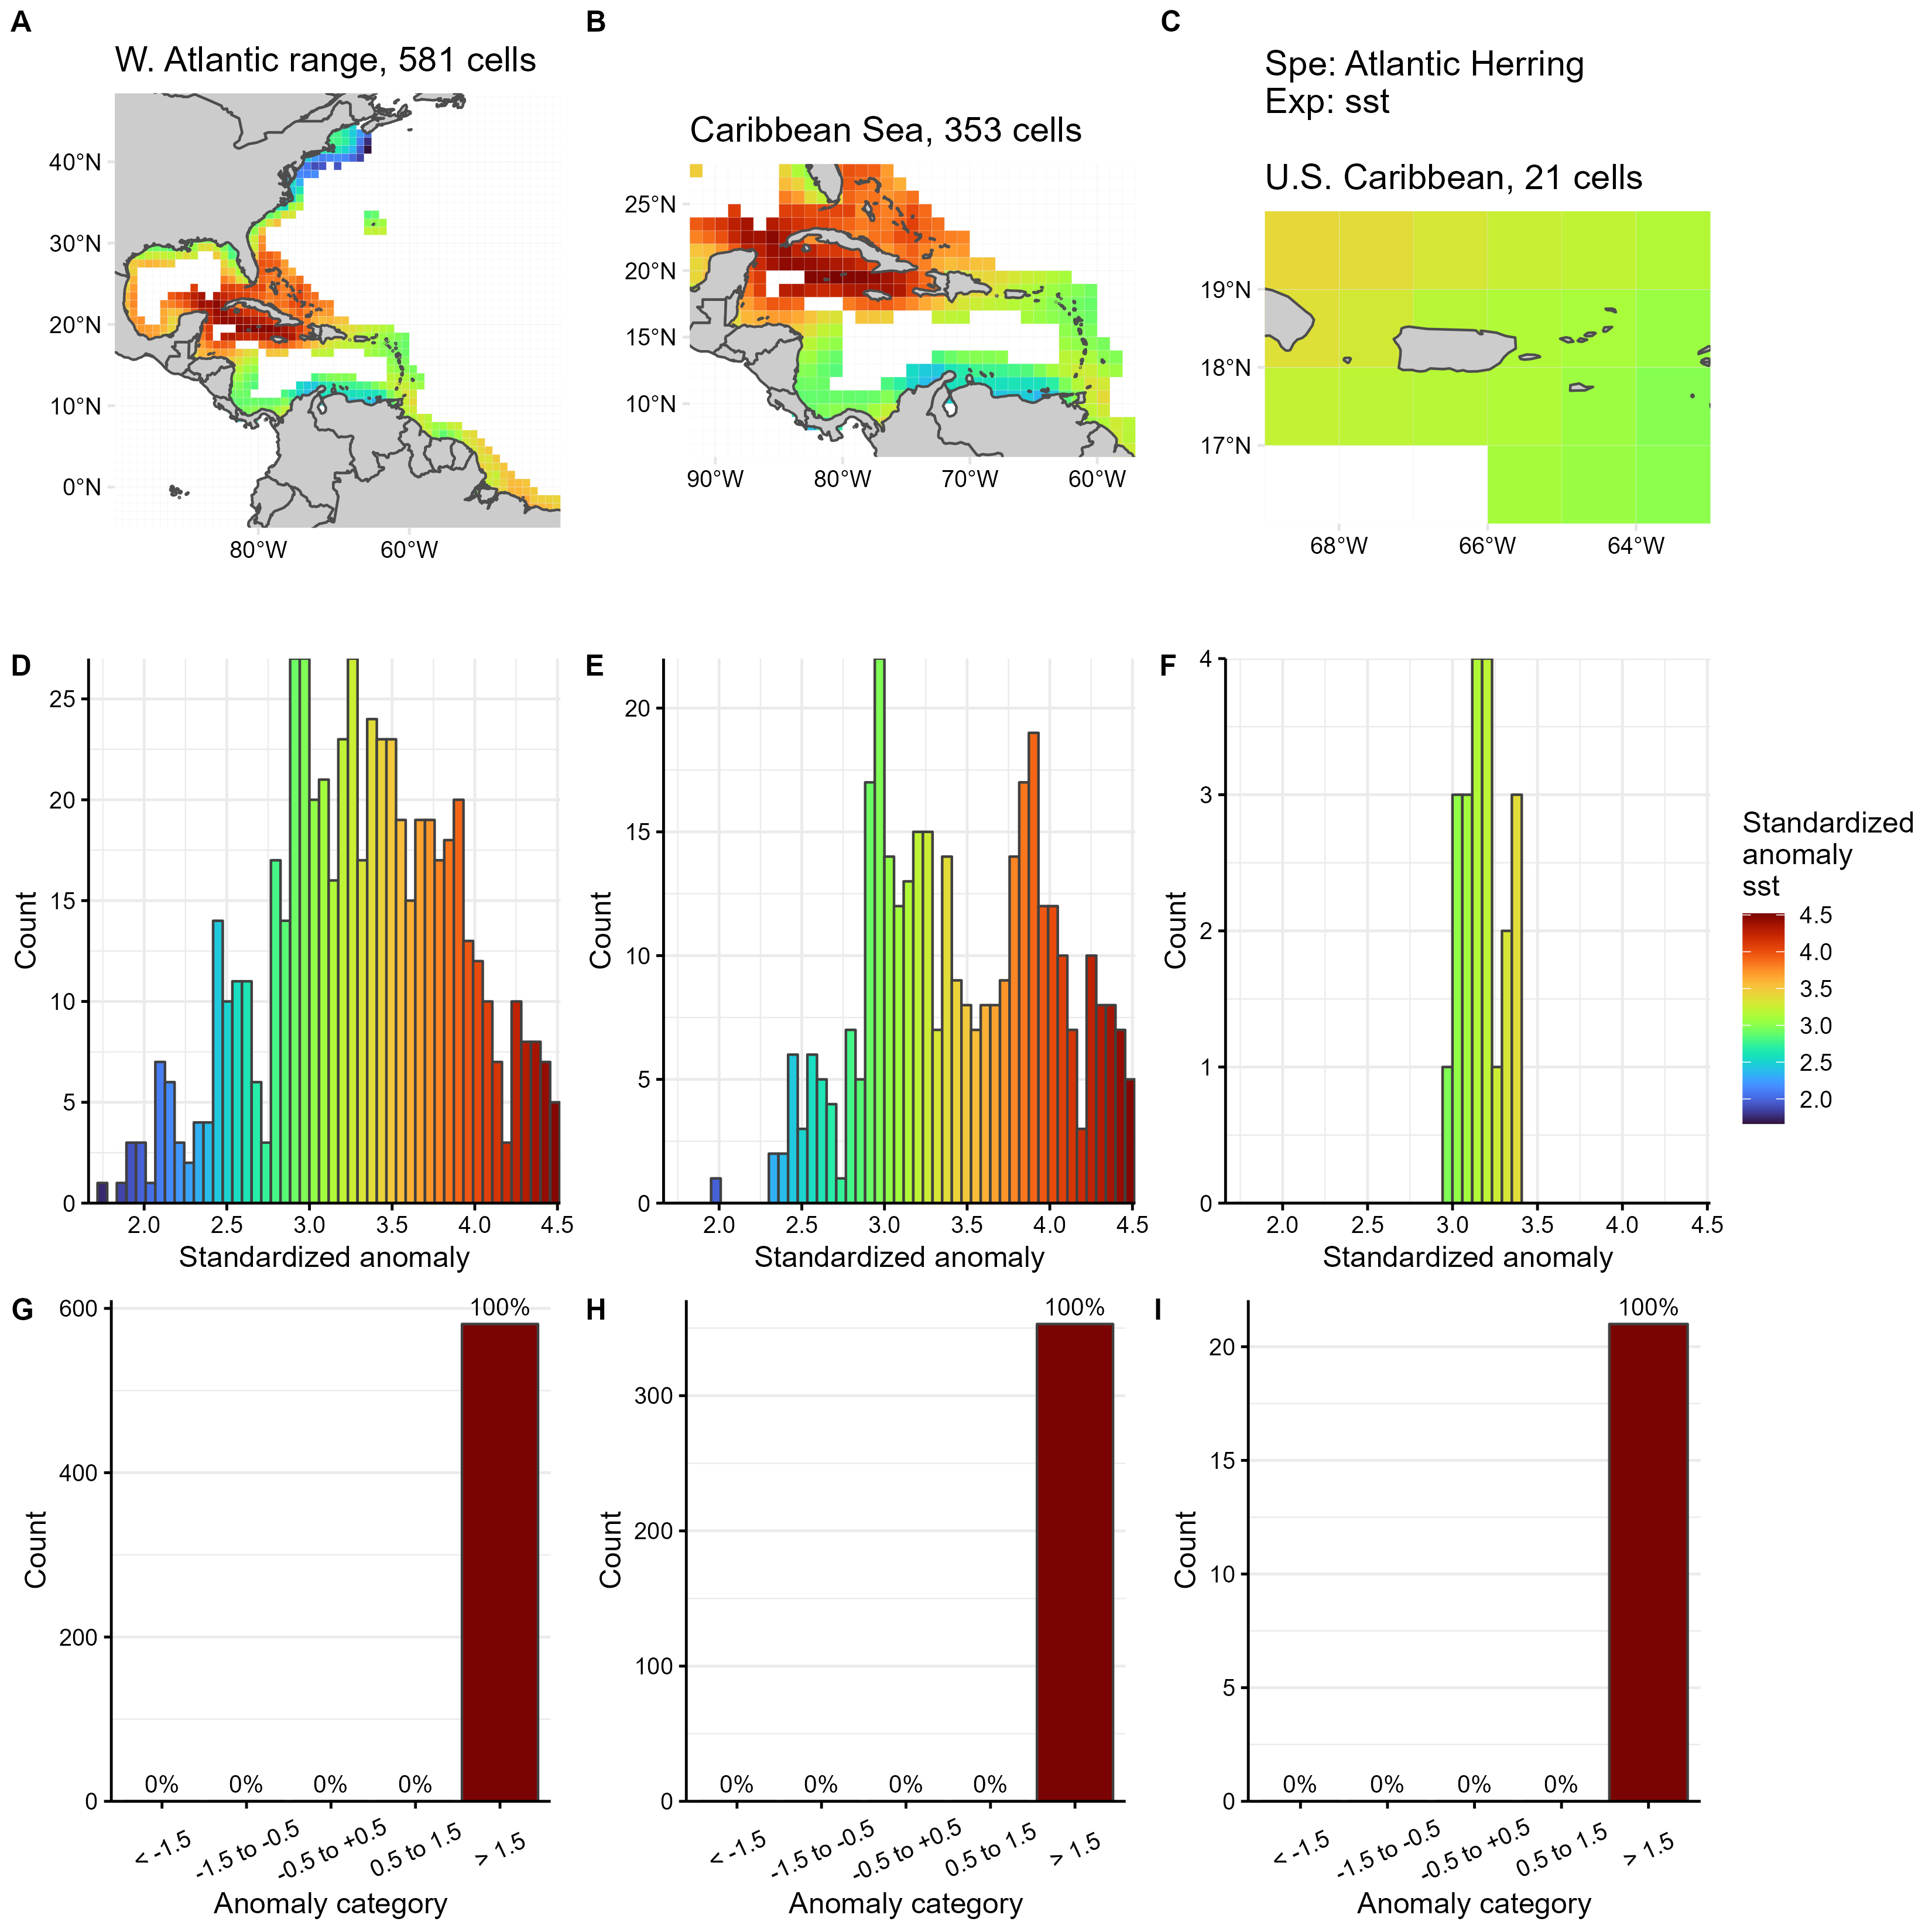 A
W. Atlantic range, 581 cells
40°N
30°N
20°N
10°N
0°N
80°W
60°W
B
Caribbean Sea, 353 cells
25°N
20°N
15°N
10°N
90°W
80°W
70°W
60°W
C
Spe: Atlantic Herring
Exp: sst
U.S. Caribbean, 21 cells
19°N
18°N
17°N
68°W
66°W
64°W
D
Count
25
20
15
10
5
0
2.0
2.5
3.0
3.5
4.0
4.5
Standardized anomaly
E
Count
20
15
10
5
0
2.0
2.5
3.0
3.5
4.0
4.5
Standardized anomaly
F
Count
4
3
2
1
0
2.0
2.5
3.0
3.5
4.0
4.5
Standardized anomaly
Standardized
anomaly
sst
4.5
4.0
3.5
3.0
2.5
2.0
G
Count
600
400
200
0
0%
0%
0%
0%
100%
< -1.5
-1.5 to -0.5
-0.5 to +0.5
0.5 to 1.5
> 1.5
Anomaly category
H
Count
300
200
100
0
0%
0%
0%
0%
100%
< -1.5
-1.5 to -0.5
-0.5 to +0.5
0.5 to 1.5
> 1.5
Anomaly category
I
Count
20
15
10
5
0
0%
0%
0%
0%
100%
< -1.5
-1.5 to -0.5
-0.5 to +0.5
0.5 to 1.5
> 1.5
Anomaly category